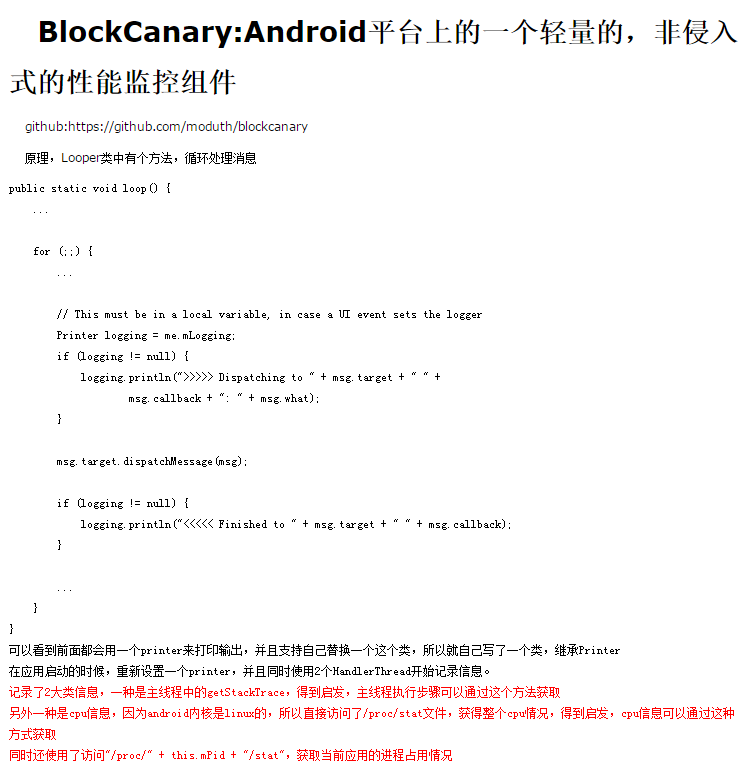 BlockCanary:Android平台上的一个轻量的，非侵入
式的性能监控组件
github:https://github.com/moduth/blockcanary
原理，Looper类中有个方法，循环处理消息
public static void loop() {
    ...
    for (;;) {
        ...
        // This must be in a local variable, in case a UI event sets the logger
        Printer logging = me.mLogging;
        if (logging != null) {
            logging.println(">>>>> Dispatching to " + msg.target + " " +
                    msg.callback + ": " + msg.what);
        }
        msg.target.dispatchMessage(msg);
        if (logging != null) {
            logging.println("<<<<< Finished to " + msg.target + " " + msg.callback);
        }
        ...
    }
}
可以看到前面都会用一个printer来打印输出，并且支持自己替换一个这个类，所以就自己写了一个类，继承Printer
在应用启动的时候，重新设置一个printer，并且同时使用2个HandlerThread开始记录信息。
记录了2大类信息，一种是主线程中的getStackTrace，得到启发，主线程执行步骤可以通过这个方法获取
另外一种是cpu信息，因为android内核是linux的，所以直接访问了/proc/stat文件，获得整个cpu情况，得到启发，cpu信息可以通过这种
方式获取
同时还使用了访问"/proc/" + this.mPid + "/stat"，获取当前应用的进程占用情况